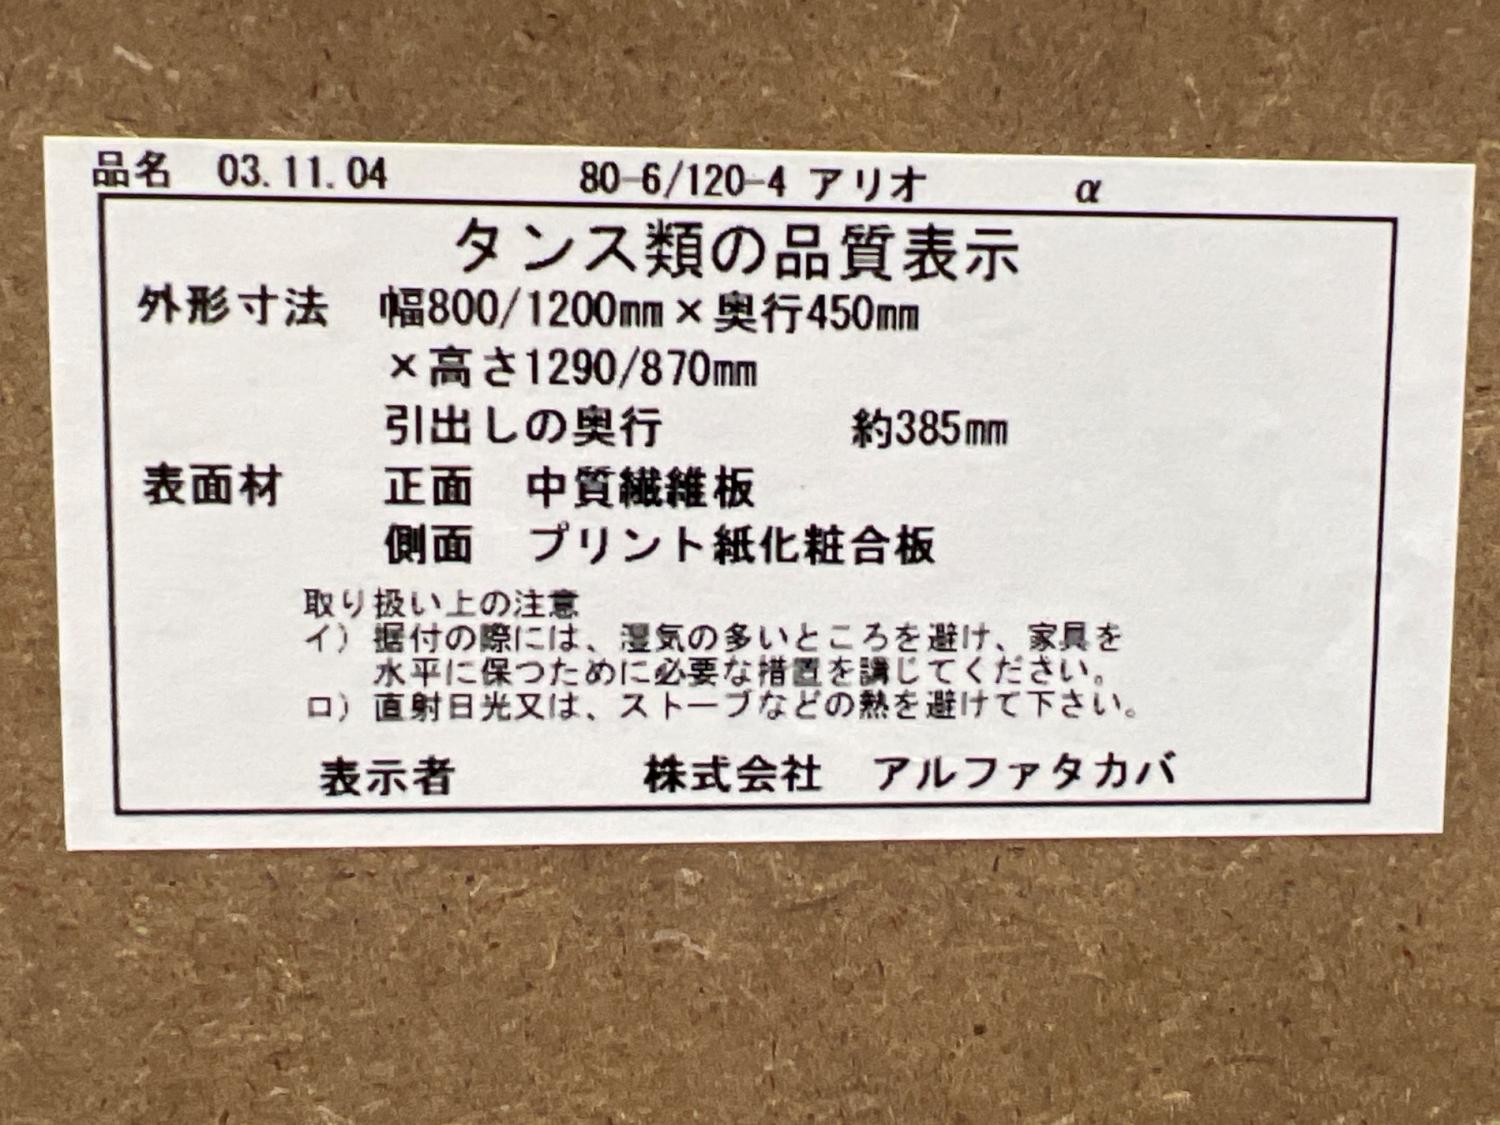 品名 03.11.04 80-6/120-4 アリオ α
タンス類の品質表示
外形寸法 幅800/1200㎜×奥行450㎜
×高さ1290/870㎜
引出しの奥行 約385㎜
表面材 正面 中質繊維板
側面 プリント紙化粧合板
取り扱い上の注意
イ) 据付の際には、湿気の多いところを避け、家具を
水平に保つために必要な措置を講じてください。
ロ) 直射日光又は、ストーブなどの熱を避けて下さい。
表示者 株式会社 アルファタカバ